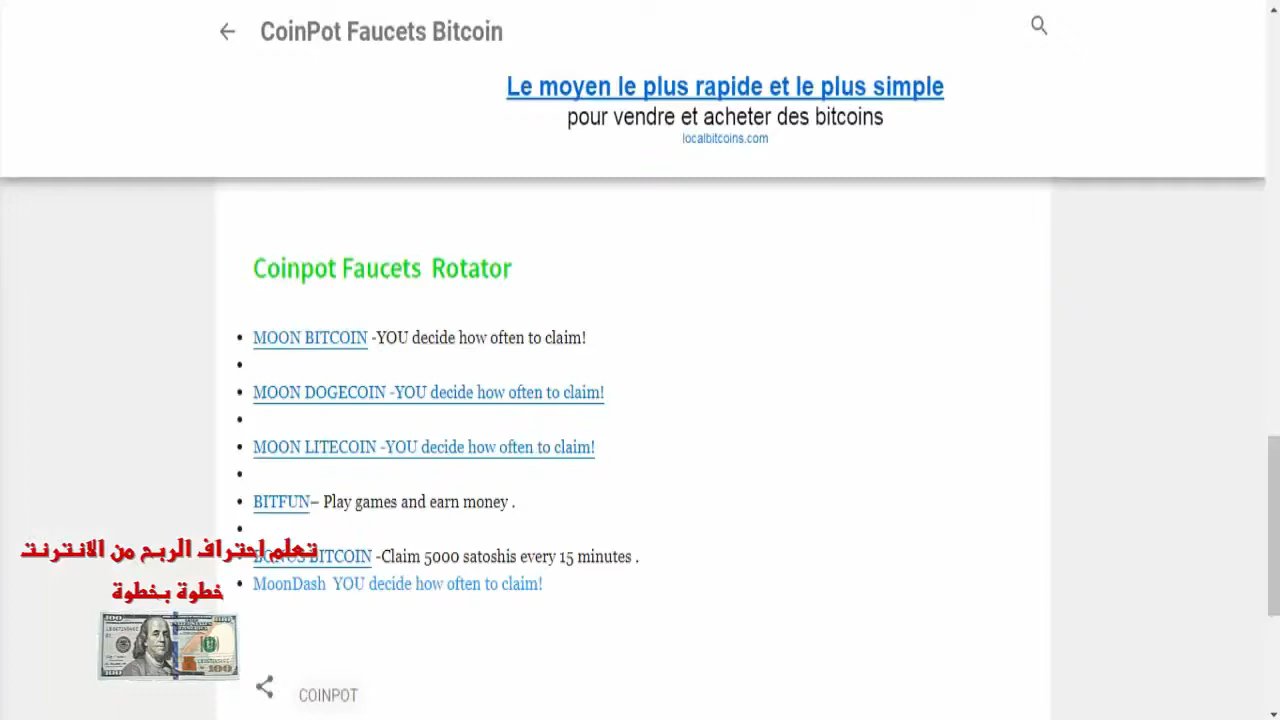 CoinPot Faucets Bitcoin
Le moyen le plus rapide et le plus simple
pour vendre et acheter des bitcoins
localbitcoins.com
Coinpot Faucets Rotator
MOON BITCOIN -YOU decide how often to claim!
MOON DOGECOIN -YOU decide how often to claim!
MOON LITECOIN -YOU decide how often to claim!
BITFUN– Play games and earn money .
BONUS BITCOIN -Claim 5000 satoshis every 15 minutes .
تعلم احتراف الربح من الانترنت
MoonDash YOU decide how often to claim!
خطوة بخطوة
COINPOT